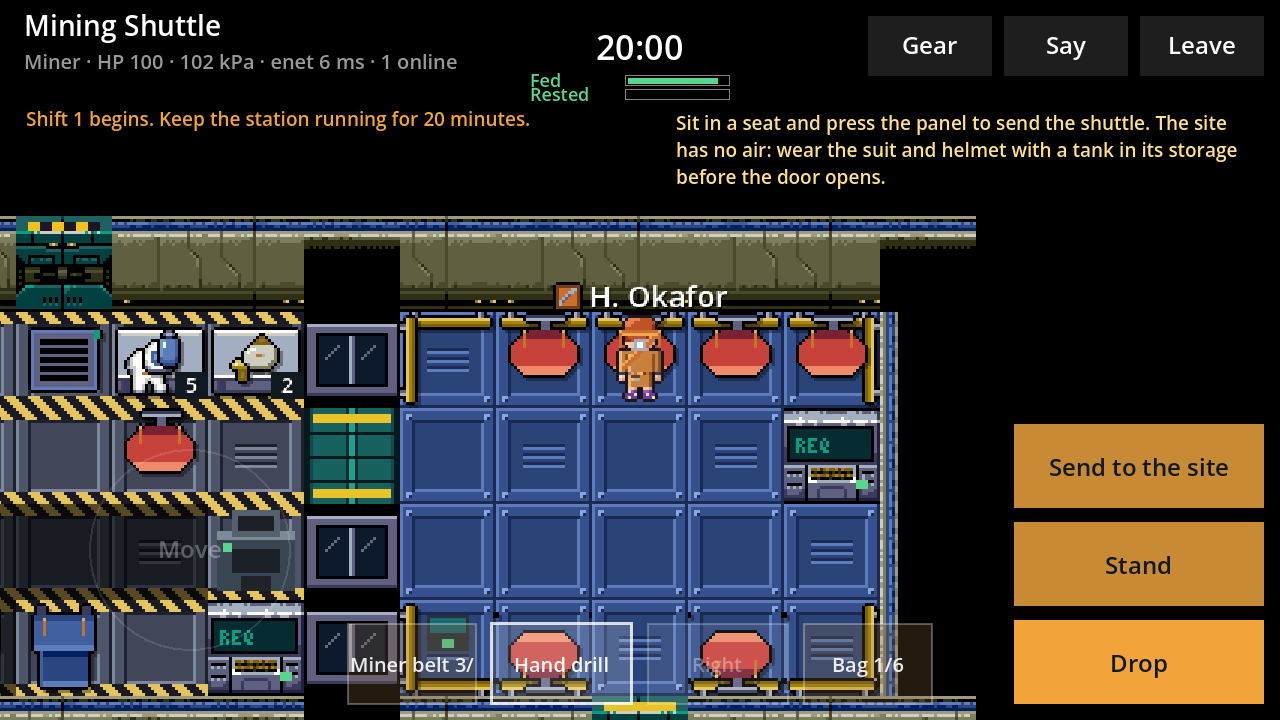 Mining Shuttle
Miner · HP 100 · 102 kPa · enet 6 ms · 1 online
20:00
Fed
Rested
Gear
Say
Leave
Shift 1 begins. Keep the station running for 20 minutes.
Sit in a seat and press the panel to send the shuttle. The site
has no air: wear the suit and helmet with a tank in its storage
before the door opens.
H. Okafor
5
2
REQ
Move
REQ
Send to the site
Stand
Drop
Miner belt 3/
Hand drill
Right
Bag 1/6